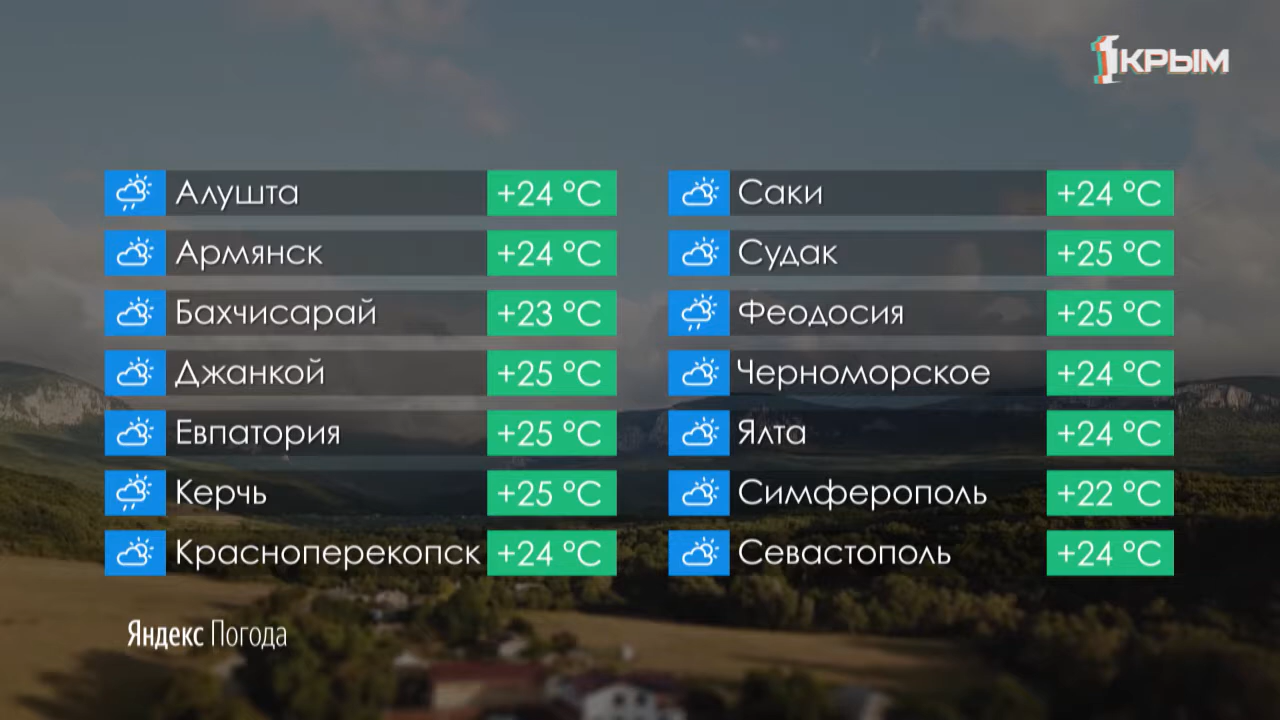 1КРЫМ
Алушта +24 °C
Армянск +24 °C
Бахчисарай +23 °C
Джанкой +25 °C
Евпатория +25 °C
Керчь +25 °C
Красноперекопск +24 °C
Саки +24 °C
Судак +25 °C
Феодосия +25 °C
Черноморское +24 °C
Ялта +24 °C
Симферополь +22 °C
Севастополь +24 °C
Яндекс Погода